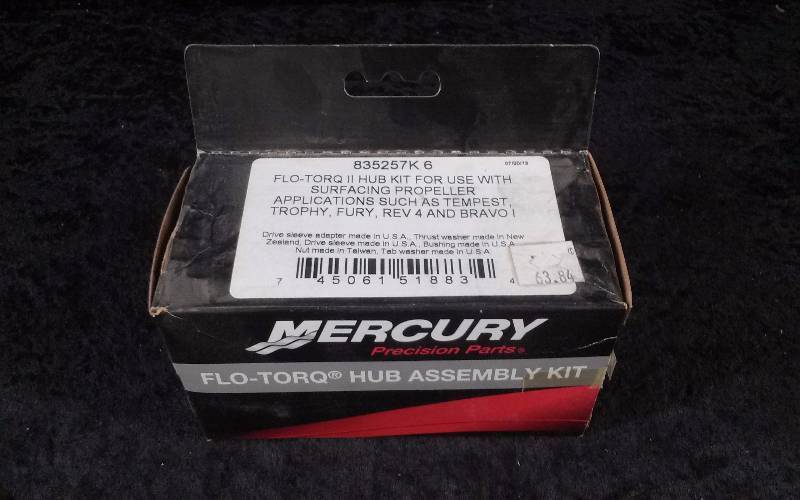 835257K 6
FLO-TORQ II HUB KIT FOR USE WITH
SURFACING PROPELLER
APPLICATIONS SUCH AS TEMPEST,
TROPHY, FURY, REV 4 AND BRAVO I
Drive sleeve adapter made in U.S.A., Thrust washer made in New
Zealand, Drive sleeve made in U.S.A., Bushing made in U.S.A.
Nut made in Taiwan, Tab washer made in U.S.A.
7 45061 51883 4
63.84
MERCURY
Precision Parts
FLO-TORQ® HUB ASSEMBLY KIT